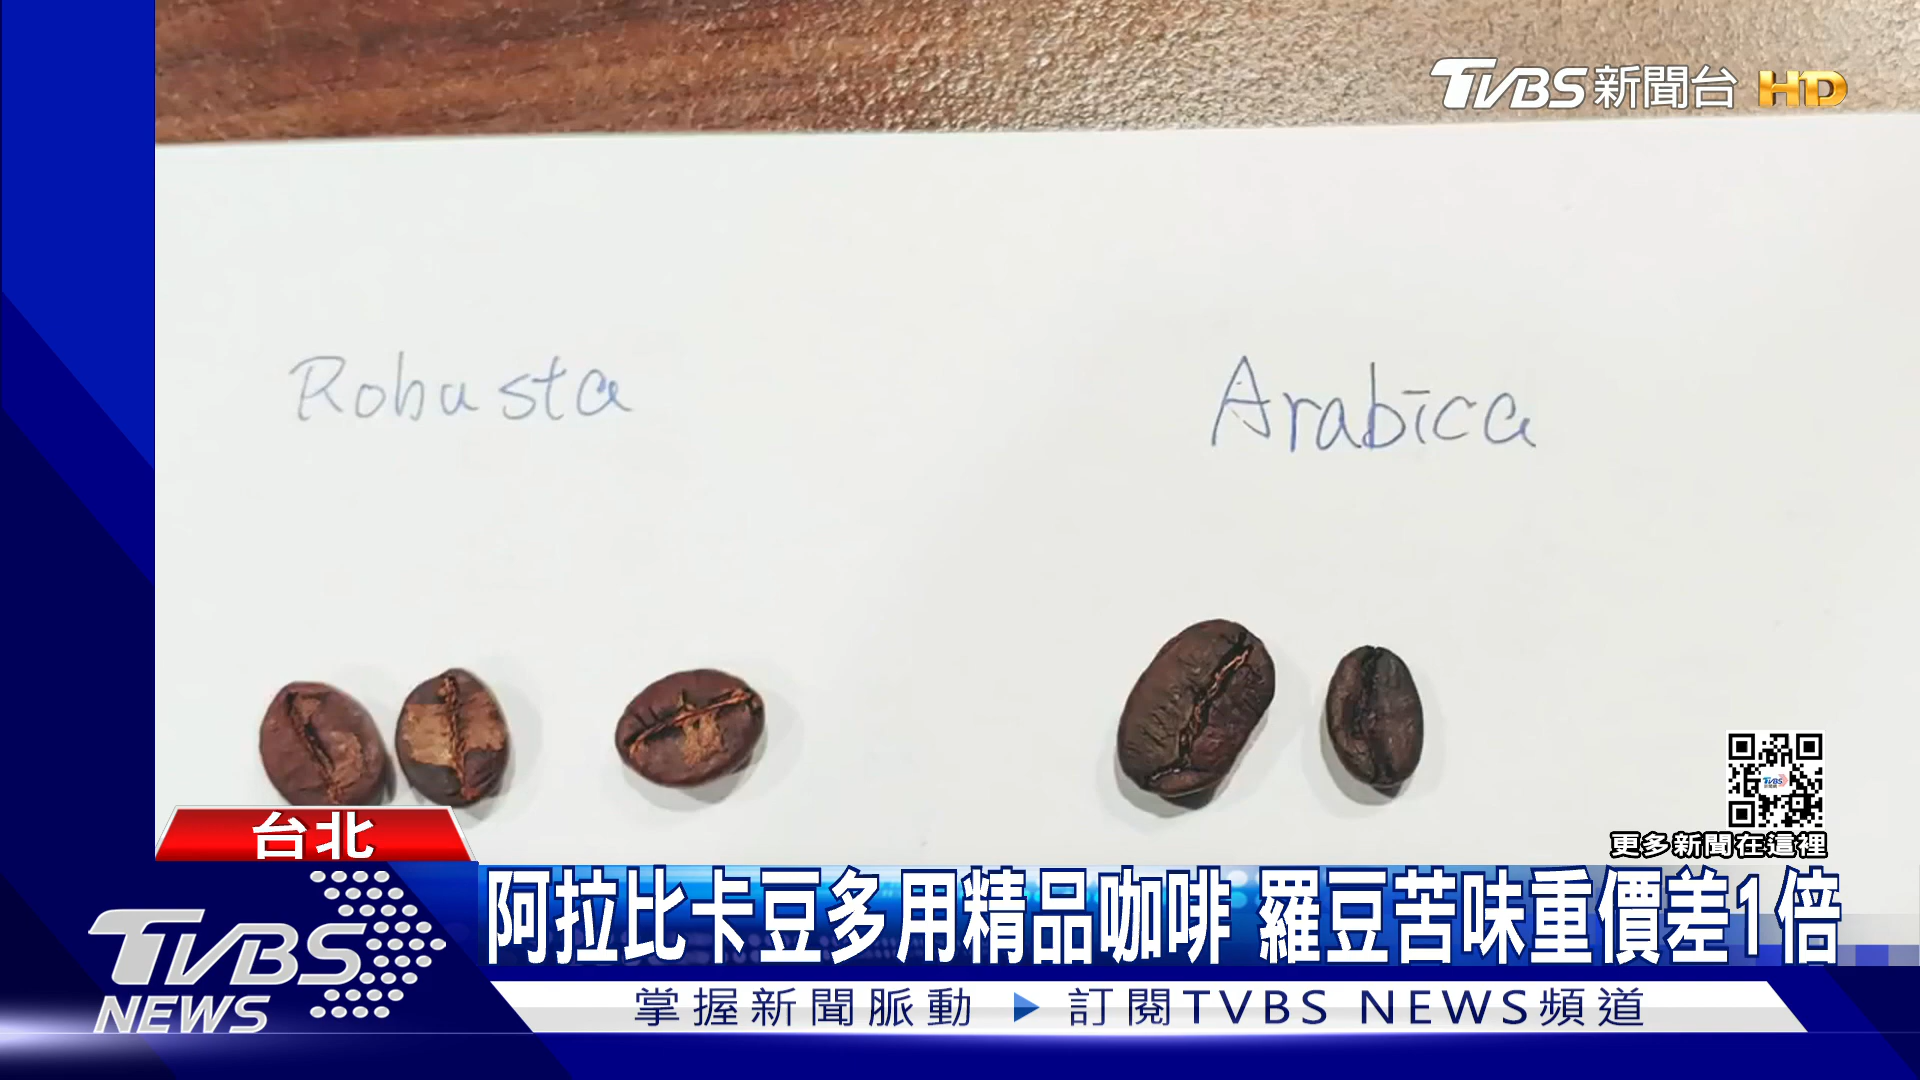 TVBS新聞台 HD
Robusta
Arabica
TVBS
更多新聞在這裡
台北
阿拉比卡豆多用精品咖啡 羅豆苦味重價差1倍
TVBS
NEWS
掌握新聞脈動 ▶ 訂閱TVBS NEWS頻道